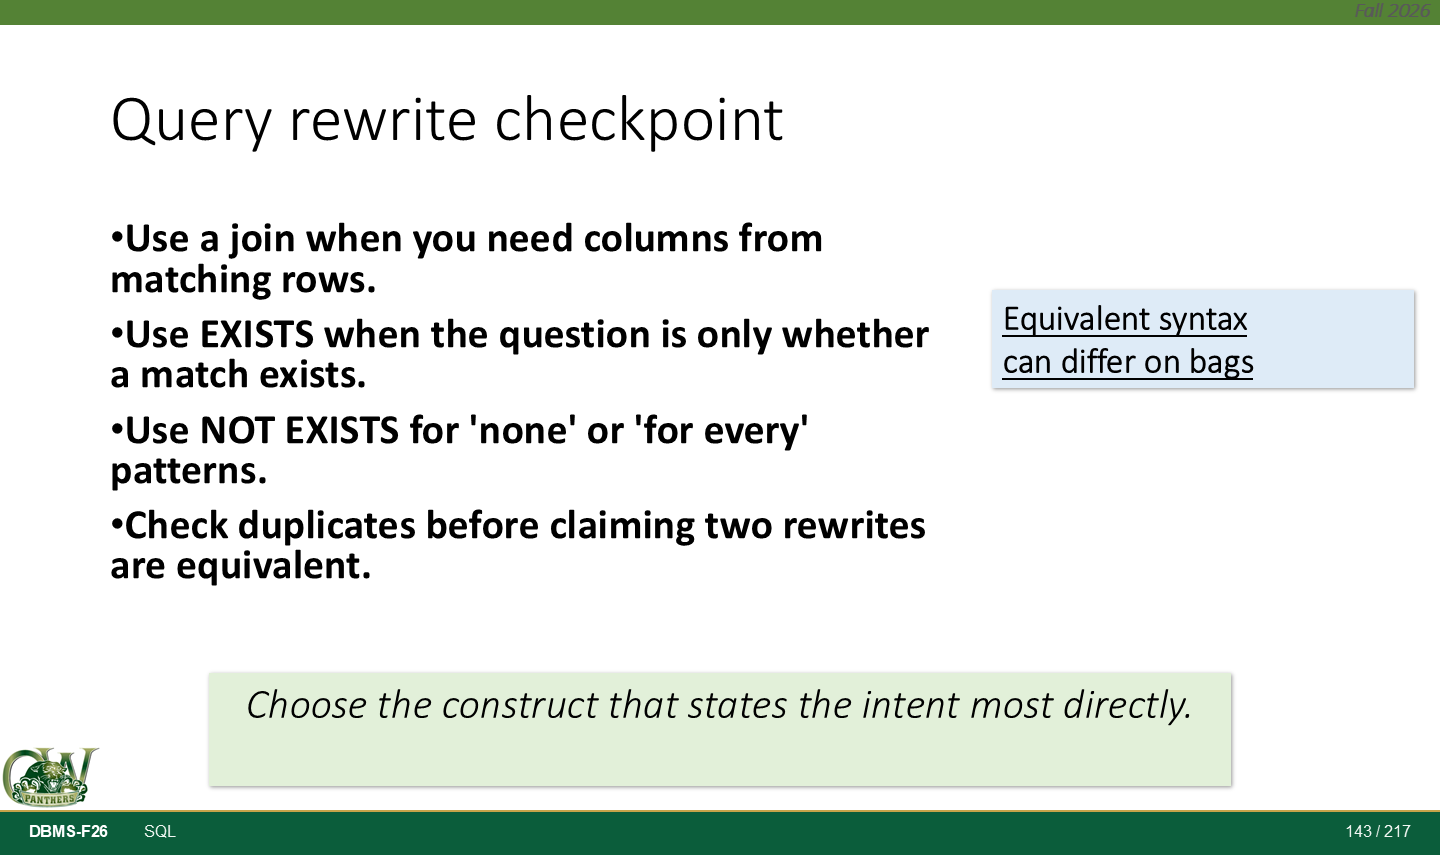 Fall 2026
Query rewrite checkpoint
•Use a join when you need columns from
matching rows.
•Use EXISTS when the question is only whether
a match exists.
•Use NOT EXISTS for 'none' or 'for every'
patterns.
•Check duplicates before claiming two rewrites
are equivalent.
Equivalent syntax
can differ on bags
Choose the construct that states the intent most directly.
OW
PANTHERS
DBMS-F26 SQL 143 / 217